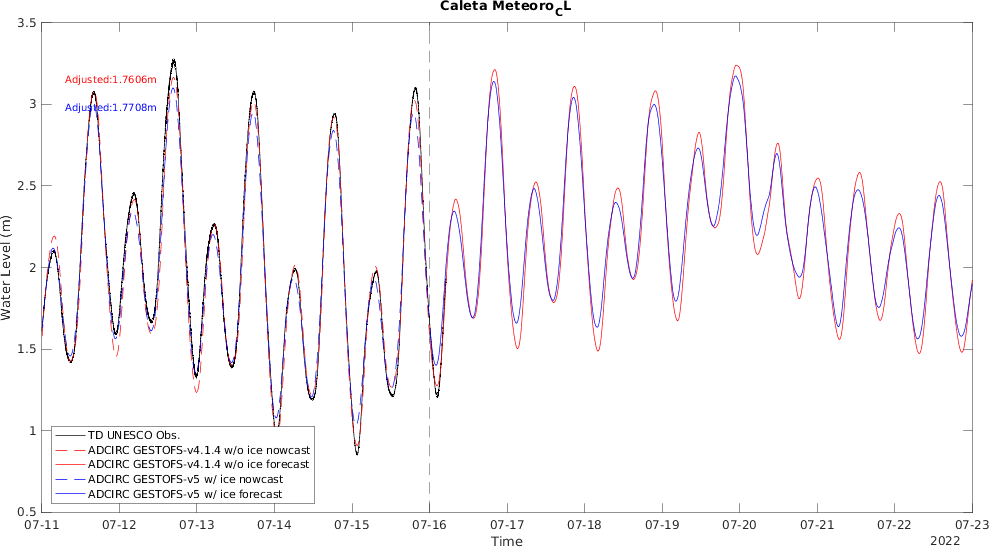 Caleta Meteoro_CL
3.5
3
2.5
2
1.5
1
0.5
Water Level (m)
Adjusted:1.7606m
Adjusted:1.7708m
TD UNESCO Obs.
ADCIRC GESTOFS-v4.1.4 w/o ice nowcast
ADCIRC GESTOFS-v4.1.4 w/o ice forecast
ADCIRC GESTOFS-v5 w/ ice nowcast
ADCIRC GESTOFS-v5 w/ ice forecast
07-11 07-12 07-13 07-14 07-15 07-16 07-17 07-18 07-19 07-20 07-21 07-22 07-23
Time
2022